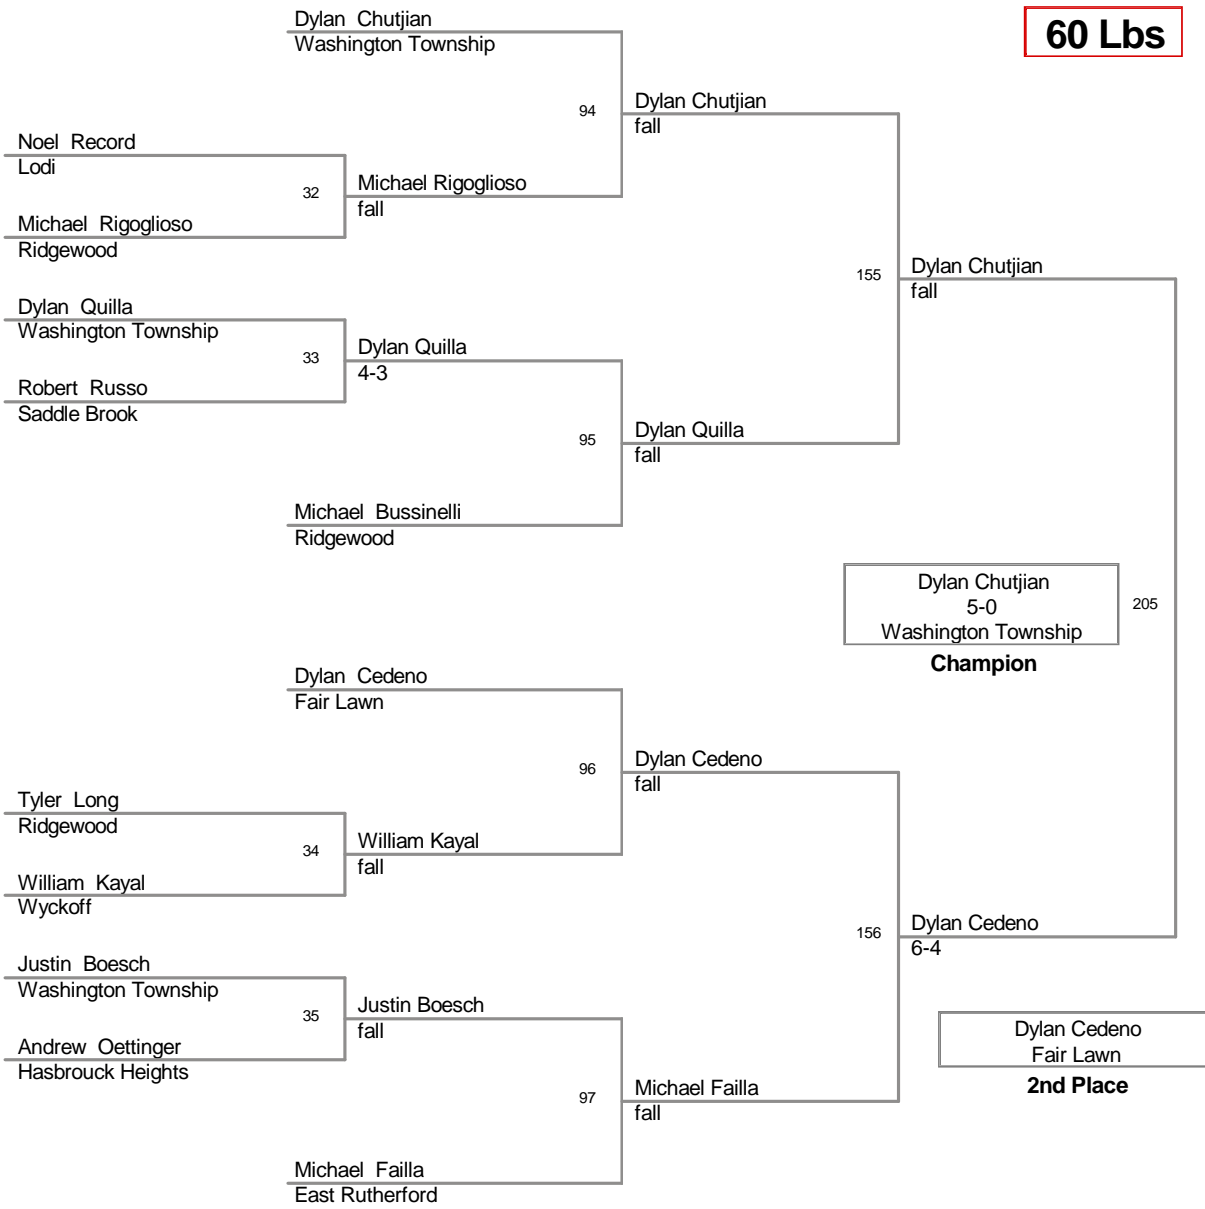 Dylan Chutjian
Washington Township
60 Lbs
94
Dylan Chutjian
fall
Noel Record
Lodi
32
Michael Rigoglioso
fall
Michael Rigoglioso
Ridgewood
155
Dylan Chutjian
fall
Dylan Quilla
Washington Township
33
Dylan Quilla
4-3
Robert Russo
Saddle Brook
95
Dylan Quilla
fall
Michael Bussinelli
Ridgewood
Dylan Chutjian
5-0
Washington Township
205
Champion
Dylan Cedeno
Fair Lawn
96
Dylan Cedeno
fall
Tyler Long
Ridgewood
34
William Kayal
fall
William Kayal
Wyckoff
156
Dylan Cedeno
6-4
Justin Boesch
Washington Township
35
Justin Boesch
fall
Andrew Oettinger
Hasbrouck Heights
Dylan Cedeno
Fair Lawn
2nd Place
97
Michael Failla
fall
Michael Failla
East Rutherford